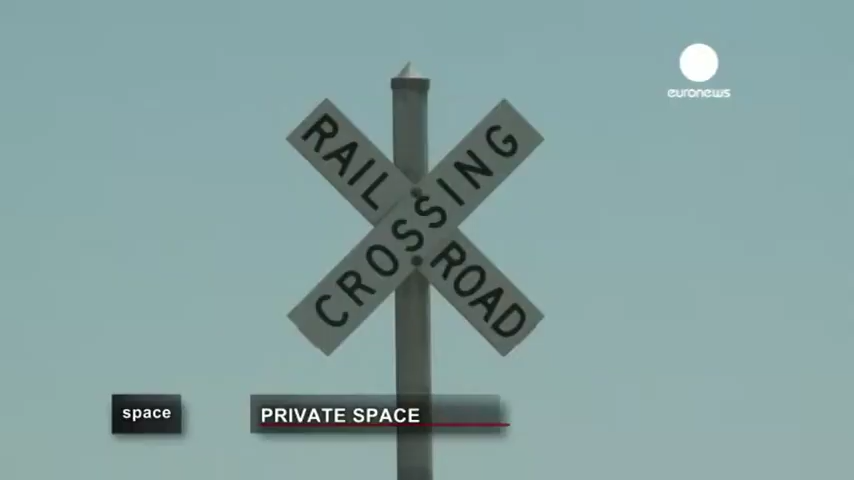 euronews
RAIL ROAD
CROSSING
space
PRIVATE SPACE